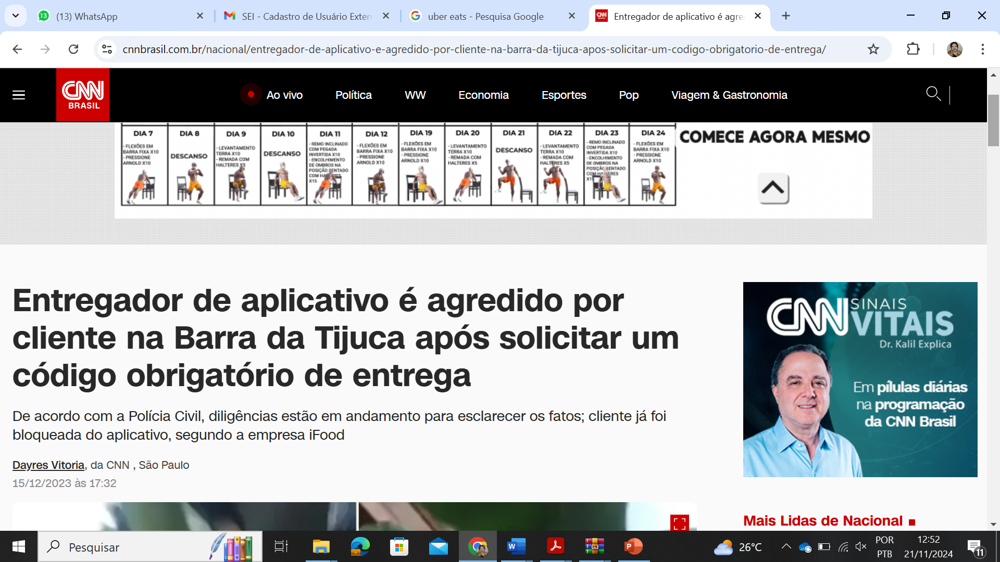 13
(13) WhatsApp
SEI - Cadastro de Usuário Exter
uber eats - Pesquisa Google
CNN
BRASIL
Entregador de aplicativo é agre
cnnbrasil.com.br/nacional/entregador-de-aplicativo-e-agredido-por-cliente-na-barra-da-tijuca-apos-solicitar-um-codigo-obrigatorio-de-entrega/
CNN
BRASIL
Ao vivo
Política
WW
Economia
Esportes
Pop
Viagem & Gastronomia
DIA 7
- FLEXÕES EM
BARRA FIXA X10
- PRESSIONE
ARNOLD X10
DIA 8
DESCANSO
DIA 9
- LEVANTAMENTO
TERRA X10
- REMADA COM
HALTERES X5
DIA 10
DESCANSO
DIA 11
- REMO INCLINADO
COM PEGADA
INVERTIDA X10
- ENCOLHIMENTO
DE OMBROS NA
POSIÇÃO SENTADO
COM HALTERES
X15
DIA 12
- FLEXÕES EM
BARRA FIXA X10
- PRESSIONE
ARNOLD X10
DIA 19
- FLEXÕES EM
BARRA FIXA X10
- PRESSIONE
ARNOLD X10
DIA 20
- LEVANTAMENTO
TERRA X10
- REMADA COM
HALTERES X5
DIA 21
DESCANSO
DIA 22
- LEVANTAMENTO
TERRA X10
- REMADA COM
HALTERES X5
DIA 23
- REMO INCLINADO
COM PEGADA
INVERTIDA X10
- ENCOLHIMENTO
DE OMBROS NA
POSIÇÃO SENTADO
COM HALTERES
DIA 24
- FLEXÕES EM
BARRA FIXA X10
- PRESSIONE
ARNOLD X10
COMECE AGORA MESMO
Entregador de aplicativo é agredido por
cliente na Barra da Tijuca após solicitar um
código obrigatório de entrega
De acordo com a Polícia Civil, diligências estão em andamento para esclarecer os fatos; cliente já foi
bloqueada do aplicativo, segundo a empresa iFood
Dayres Vitoria, da CNN , São Paulo
15/12/2023 às 17:32
CNN SINAIS
VITAIS
Dr. Kalil Explica
Em pílulas diárias
na programação
da CNN Brasil
Mais Lidas de Nacional
Pesquisar
W
P
26°C
POR
PTB
12:52
21/11/2024
11